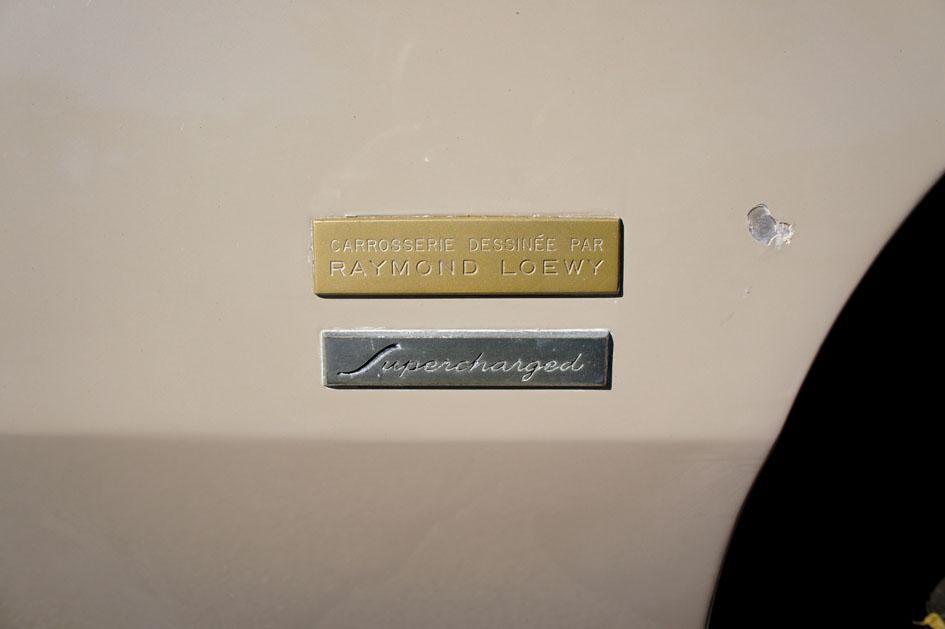 CARROSSERIE DESSINÉE PAR
RAYMOND LOEWY
Supercharged